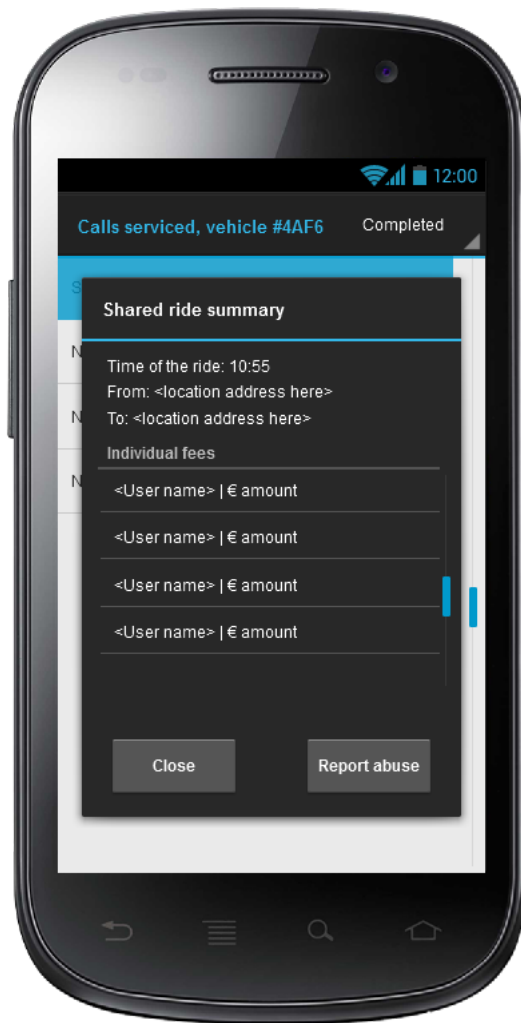 12:00
Calls serviced, vehicle #4AF6
Completed
S
Shared ride summary
N
Time of the ride: 10:55
From: <location address here>
N
To: <location address here>
Individual fees
N
<User name> | € amount
<User name> | € amount
<User name> | € amount
<User name> | € amount
Close
Report abuse